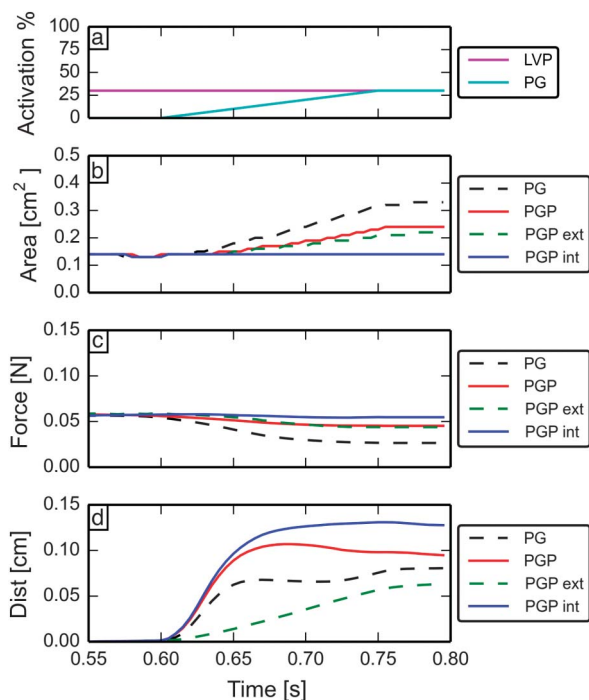 a
Activation %
100
75
50
25
0
LVP
PG
b
Area [cm²]
0.5
0.4
0.3
0.2
0.1
0.0
PG
PGP
PGP ext
PGP int
c
Force [N]
0.15
0.10
0.05
0.00
PG
PGP
PGP ext
PGP int
d
Dist [cm]
0.15
0.10
0.05
0.00
PG
PGP
PGP ext
PGP int
0.55 0.60 0.65 0.70 0.75 0.80
Time [s]